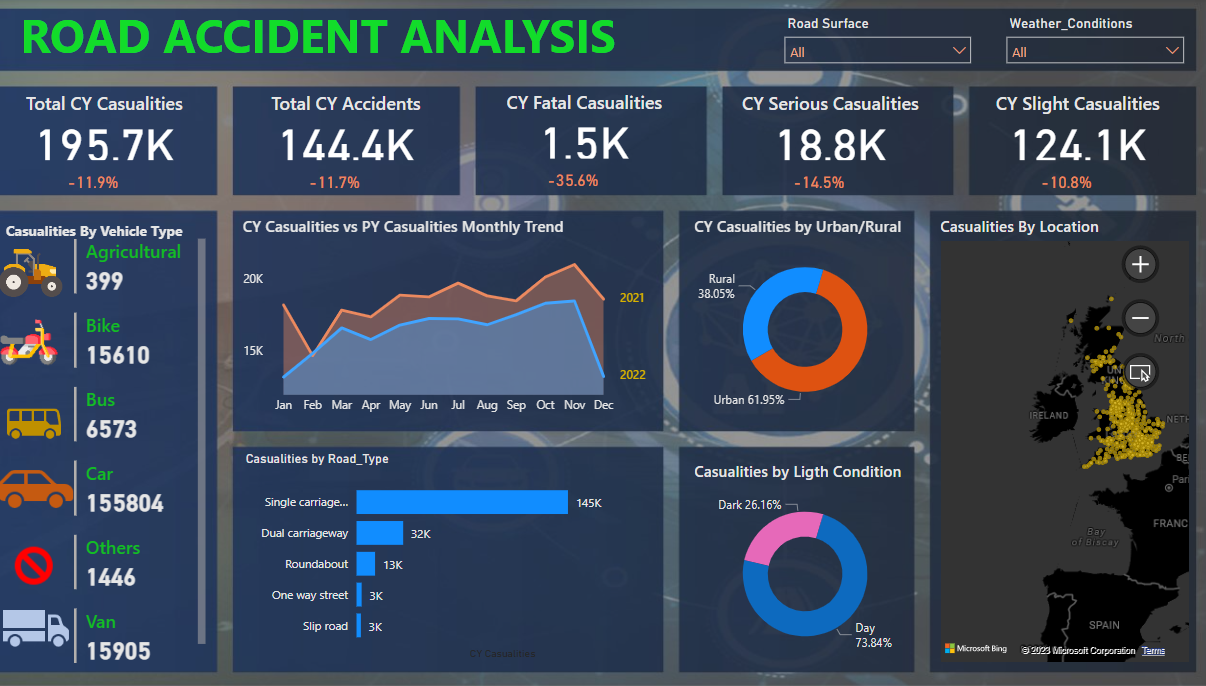 ROAD ACCIDENT ANALYSIS
Road Surface
All
Weather_Conditions
All
Total CY Casualities
195.7K
-11.9%
Total CY Accidents
144.4K
-11.7%
CY Fatal Casualities
1.5K
-35.6%
CY Serious Casualities
18.8K
-14.5%
CY Slight Casualities
124.1K
-10.8%
Casualities By Vehicle Type
Agricultural
399
Bike
15610
Bus
6573
Car
155804
Others
1446
Van
15905
CY Casualities vs PY Casualities Monthly Trend
20K
15K
2021
2022
Jan Feb Mar Apr May Jun Jul Aug Sep Oct Nov Dec
CY Casualities by Urban/Rural
Rural
38.05%
Urban 61.95%
Casualities by Road_Type
Single carriage...
145K
Dual carriageway
32K
Roundabout
13K
One way street
3K
Slip road
3K
CY Casualities
Casualities by Ligth Condition
Dark 26.16%
Day
73.84%
Casualities By Location
North
UN
IRELAND
NETH
BE
Par
FRANC
Bay
of Biscay
SPAIN
Microsoft Bing
© 2023 Microsoft Corporation
Terms